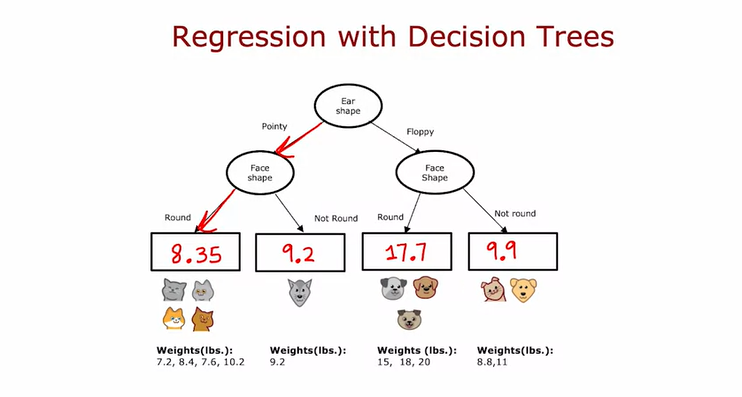 Regression with Decision Trees
Ear
shape
Pointy
Floppy
Face
shape
Face
Shape
Round
Not Round
Round
Not round
8.35
9.2
17.7
9.9
Weights(lbs.):
7.2, 8.4, 7.6, 10.2
Weights(lbs.):
9.2
Weights (lbs.):
15, 18, 20
Weights(lbs.):
8.8,11